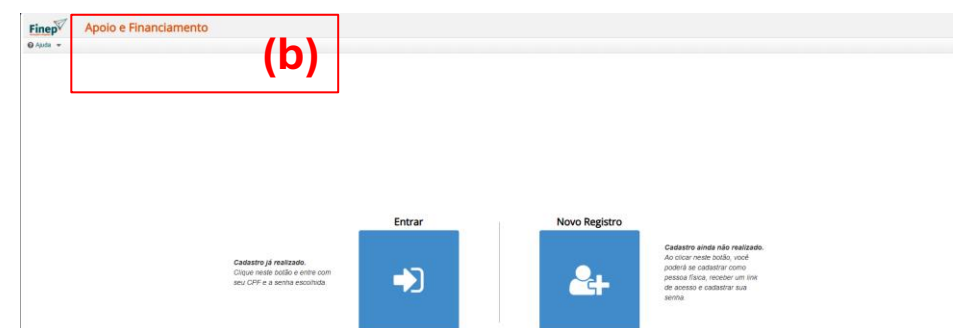 Finep
Apoio e Financiamento
Ajuda
(b)
Entrar
Novo Registro
Cadastro já realizado.
Clique neste botão e entre com
seu CPF e a senha escolhida
Cadastro ainda não realizado.
Ao clicar neste botão, você
poderá se cadastrar como
pessoa física, receber um link
de acesso e cadastrar sua
senha